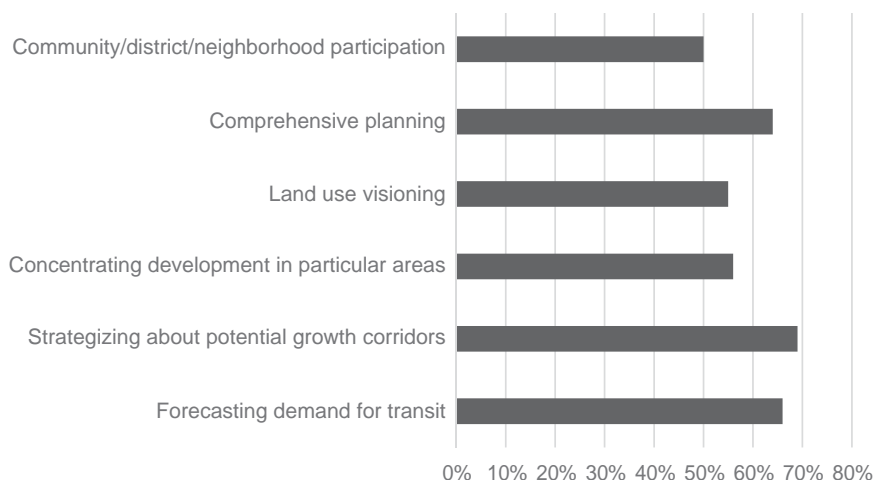 Community/district/neighborhood participation
Comprehensive planning
Land use visioning
Concentrating development in particular areas
Strategizing about potential growth corridors
Forecasting demand for transit
0% 10% 20% 30% 40% 50% 60% 70% 80%